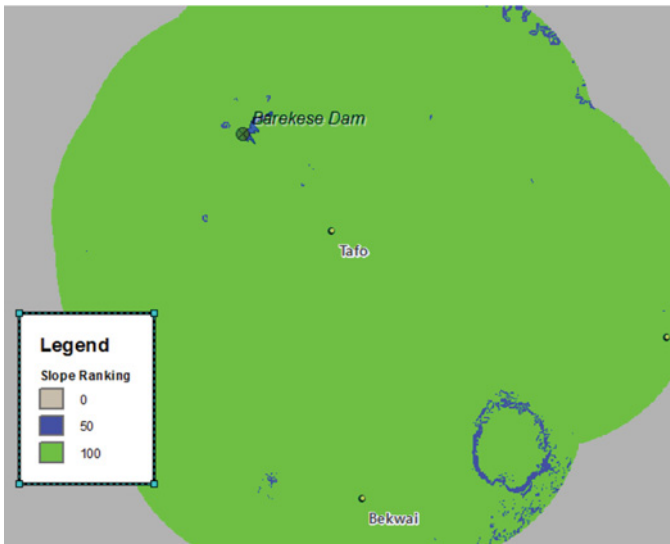 Barekese Dam
Tafo
Legend
Slope Ranking
0
50
100
Bekwai